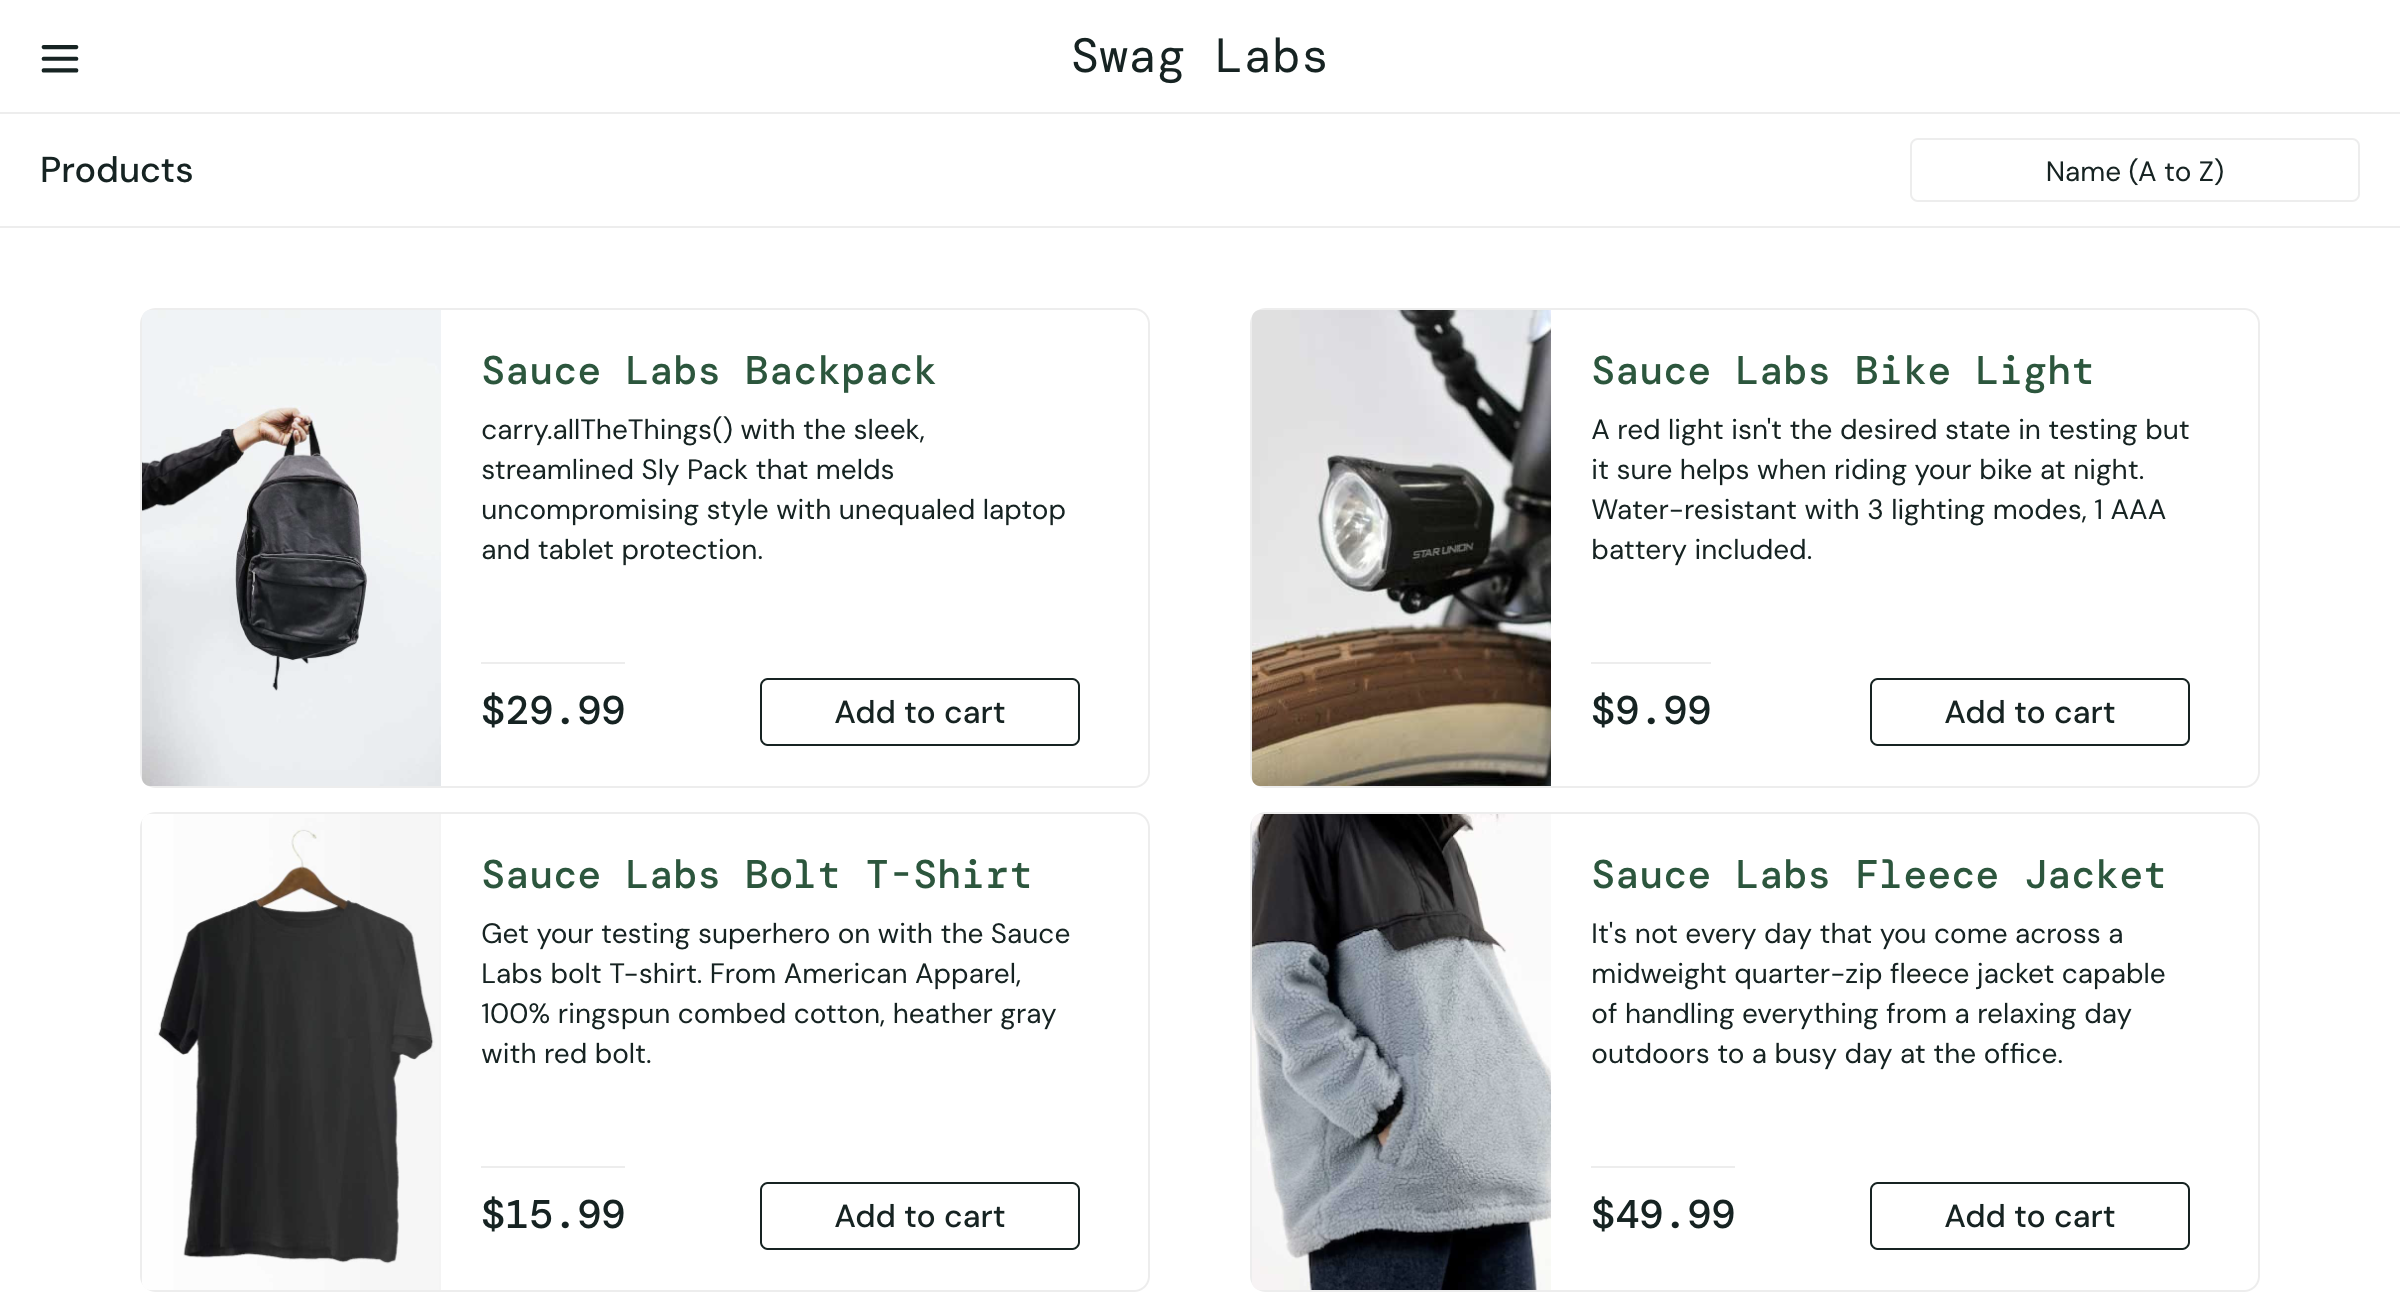 Swag Labs
Products
Name (A to Z)
Sauce Labs Backpack
carry.allTheThings() with the sleek,
streamlined Sly Pack that melds
uncompromising style with unequaled laptop
and tablet protection.
$29.99
Add to cart
Sauce Labs Bike Light
A red light isn't the desired state in testing but
it sure helps when riding your bike at night.
Water-resistant with 3 lighting modes, 1 AAA
battery included.
STAR UNION
$9.99
Add to cart
Sauce Labs Bolt T-Shirt
Get your testing superhero on with the Sauce
Labs bolt T-shirt. From American Apparel,
100% ringspun combed cotton, heather gray
with red bolt.
$15.99
Add to cart
Sauce Labs Fleece Jacket
It's not every day that you come across a
midweight quarter-zip fleece jacket capable
of handling everything from a relaxing day
outdoors to a busy day at the office.
$49.99
Add to cart